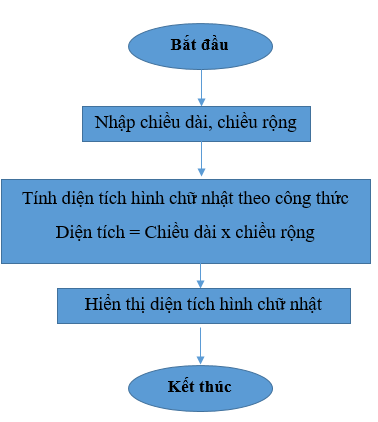 Bắt đầu
Nhập chiều dài, chiều rộng
Tính diện tích hình chữ nhật theo công thức
Diện tích = Chiều dài x chiều rộng
Hiển thị diện tích hình chữ nhật
Kết thúc